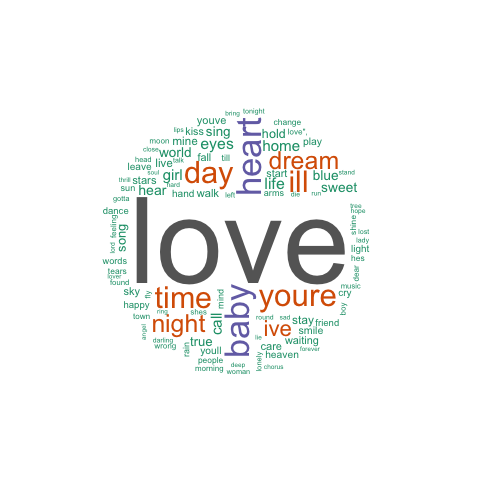 bring tonight
youve change
lips kiss sing heart hold love",
moon mine eyes home play
close world fall till
head talk day dream
leave live start stand
soul girl ill blue
thrill stars life sweet
sun hear hard hand walk left arms die run
gotta
love
dance tree
hope
feeling shine
song lost
lord lady
light
words hes
tears dear
lover
found music
sky fly time mind baby youre cry
happy boy
ring shes round sad
town night call ive stay friend
angel smile
darling true lie waiting
wrong rain youll care
people lonely heaven forever
morning deep chorus
woman